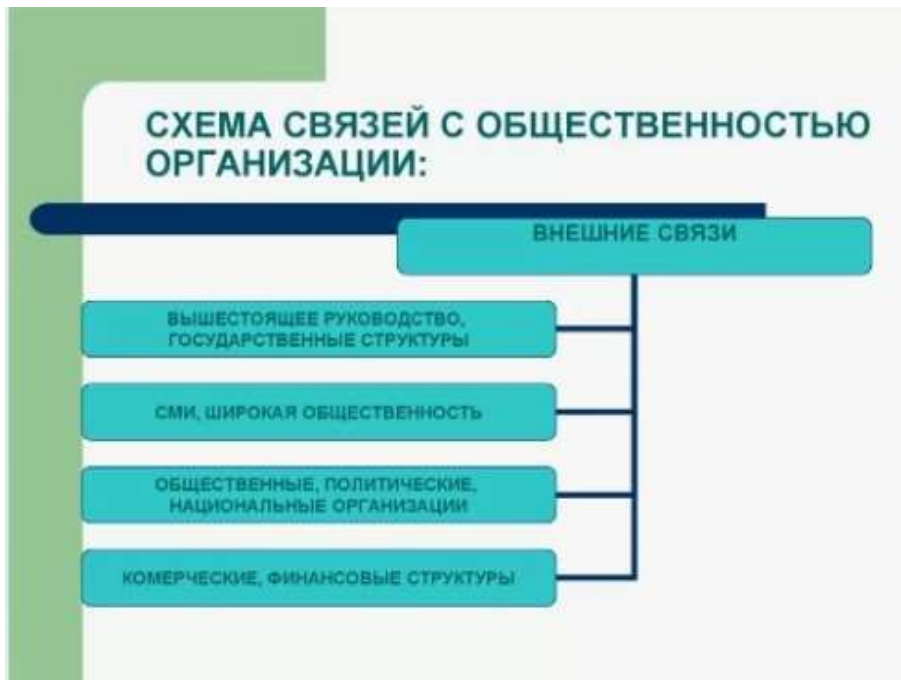 СХЕМА СВЯЗЕЙ С ОБЩЕСТВЕННОСТЬЮ
ОРГАНИЗАЦИИ:
ВНЕШНИЕ СВЯЗИ
ВЫШЕСТОЯЩЕЕ РУКОВОДСТВО,
ГОСУДАРСТВЕННЫЕ СТРУКТУРЫ
СМИ, ШИРОКАЯ ОБЩЕСТВЕННОСТЬ
ОБЩЕСТВЕННЫЕ, ПОЛИТИЧЕСКИЕ,
НАЦИОНАЛЬНЫЕ ОРГАНИЗАЦИИ
КОМЕРЧЕСКИЕ, ФИНАНСОВЫЕ СТРУКТУРЫ